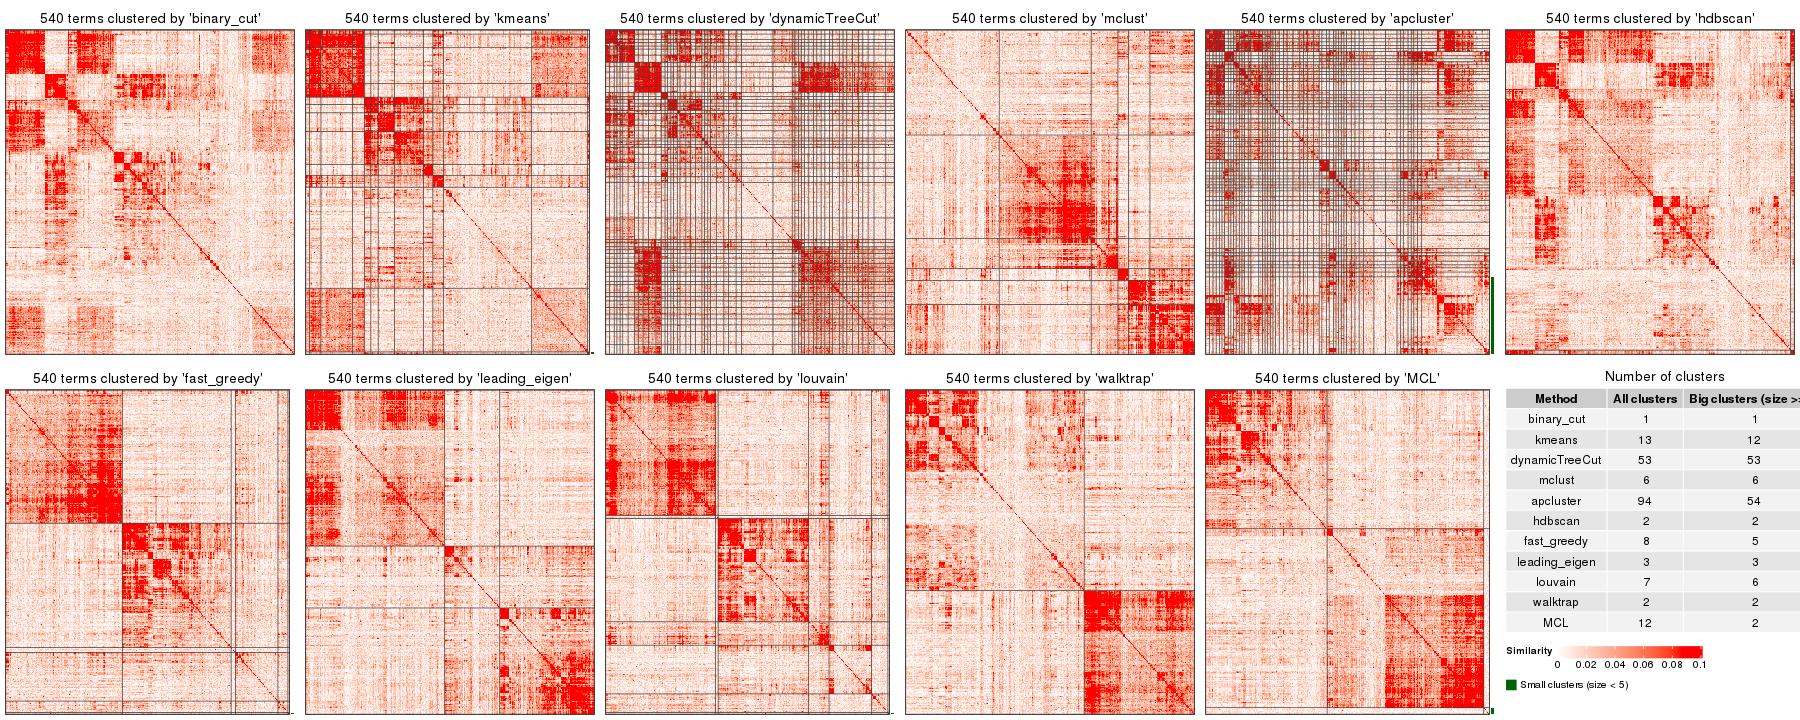 540 terms clustered by 'binary_cut'
540 terms clustered by 'kmeans'
540 terms clustered by 'dynamicTreeCut'
540 terms clustered by 'mclust'
540 terms clustered by 'apcluster'
540 terms clustered by 'hdbscan'
540 terms clustered by 'fast_greedy'
540 terms clustered by 'leading_eigen'
540 terms clustered by 'louvain'
540 terms clustered by 'walktrap'
540 terms clustered by 'MCL'
Number of clusters
Method All clusters Big clusters (size >=
binary_cut 1 1
kmeans 13 12
dynamicTreeCut 53 53
mclust 6 6
apcluster 94 54
hdbscan 2 2
fast_greedy 8 5
leading_eigen 3 3
louvain 7 6
walktrap 2 2
MCL 12 2
Similarity
0 0.02 0.04 0.06 0.08 0.1
Small clusters (size < 5)